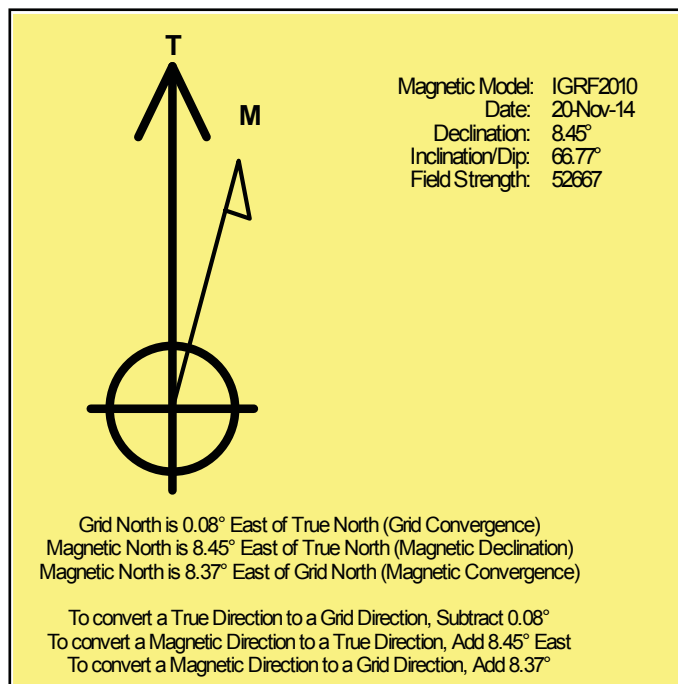 T
M
Magnetic Model: IGRF2010
Date: 20-Nov-14
Declination: 8.45°
Inclination/Dip: 66.77°
Field Strength: 52667
Grid North is 0.08° East of True North (Grid Convergence)
Magnetic North is 8.45° East of True North (Magnetic Declination)
Magnetic North is 8.37° East of Grid North (Magnetic Convergence)
To convert a True Direction to a Grid Direction, Subtract 0.08°
To convert a Magnetic Direction to a True Direction, Add 8.45° East
To convert a Magnetic Direction to a Grid Direction, Add 8.37°